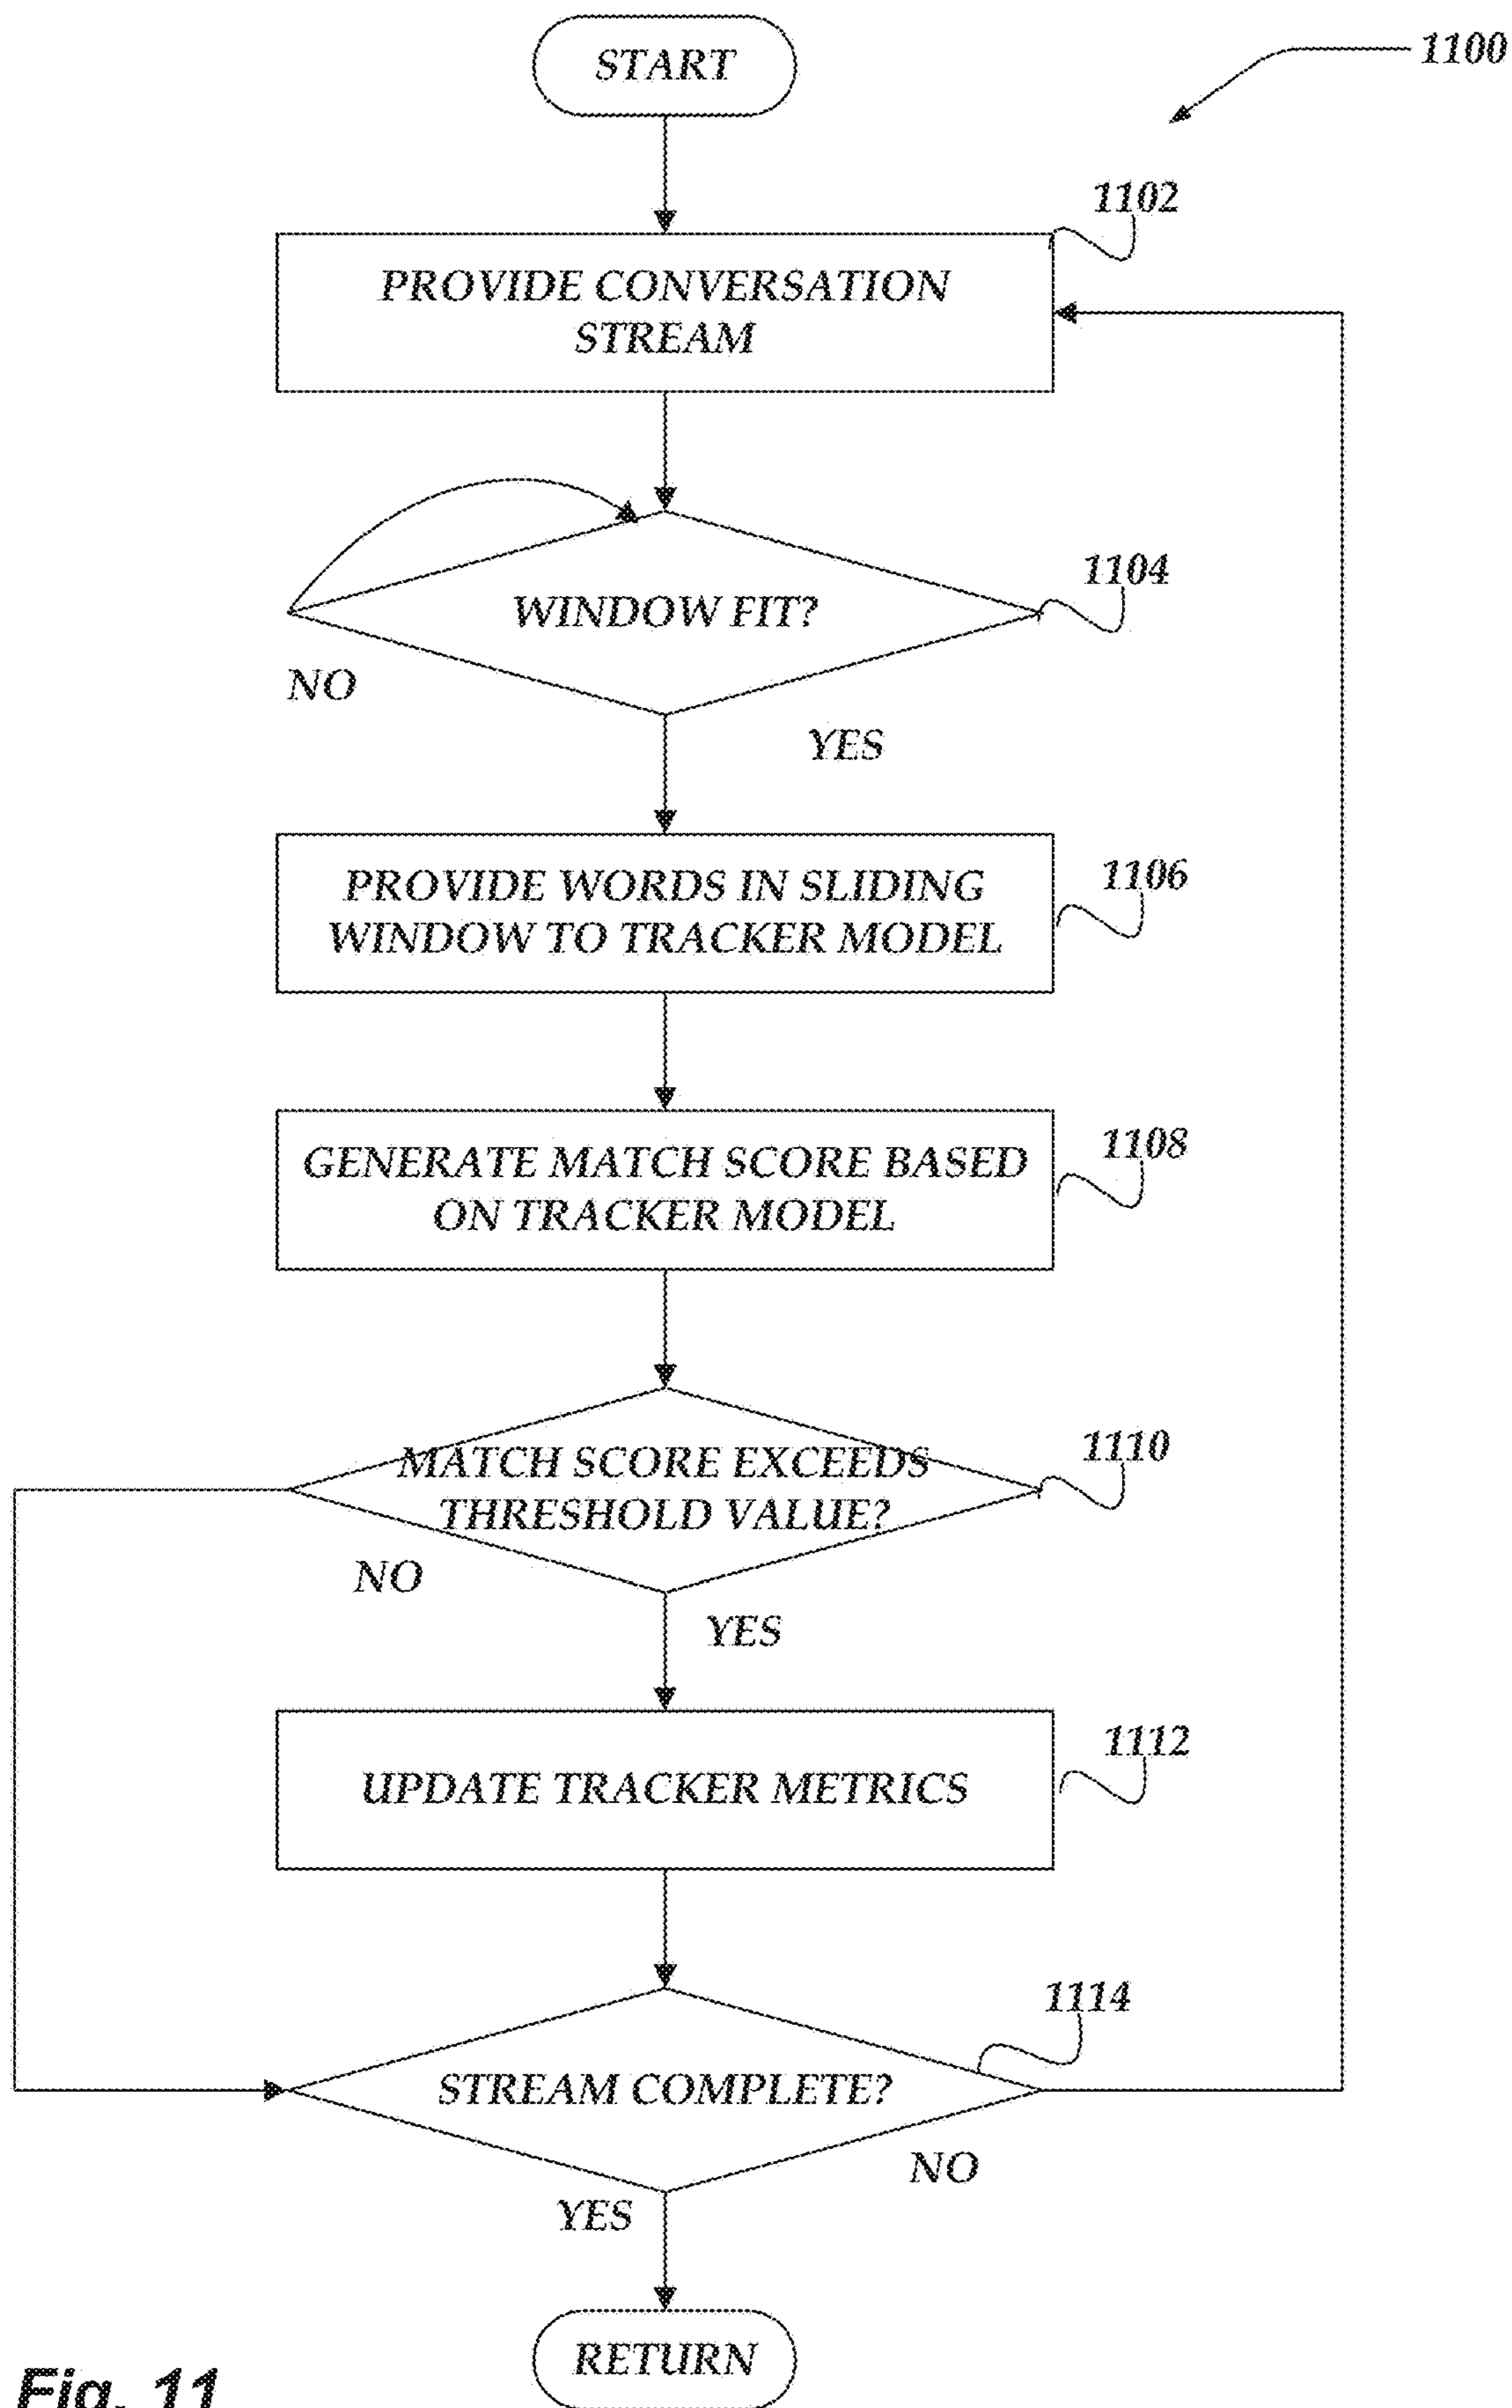 START
1100
1102
PROVIDE CONVERSATION
STREAM
1104
WINDOW FIT?
NO
YES
1106
PROVIDE WORDS IN SLIDING
WINDOW TO TRACKER MODEL
1108
GENERATE MATCH SCORE BASED
ON TRACKER MODEL
1110
MATCH SCORE EXCEEDS
THRESHOLD VALUE?
NO
YES
1112
UPDATE TRACKER METRICS
1114
STREAM COMPLETE?
NO
YES
RETURN
Fig. 11